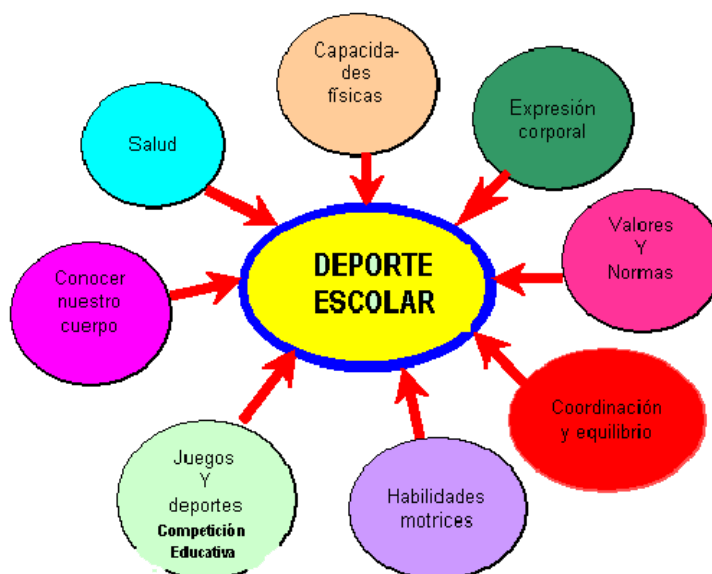 Capacida-
des
físicas
Expresión
corporal
Salud
Valores
Y
Normas
DEPORTE
ESCOLAR
Conocer
nuestro
cuerpo
Coordinación
y equilibrio
Juegos
Y
deportes
Competición
Educativa
Habilidades
motrices